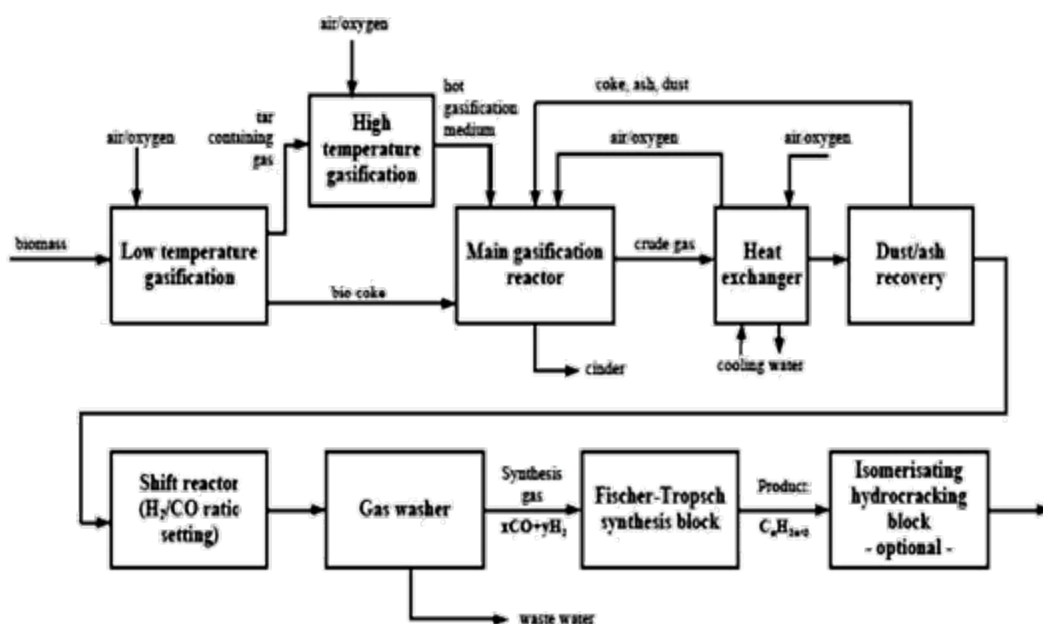 air/oxygen
High
temperature
gasification
tar
containing
gas
hot
gasification
medium
coke, ash, dust
air/oxygen
air/oxygen
air/oxygen
biomass
Low temperature
gasification
bio coke
Main gasification
reactor
crude gas
Heat
exchanger
Dust/ash
recovery
cinder
cooling water
Shift reactor
(H₂/CO ratio
setting)
Gas washer
Synthesis
gas
xCO+yH₂
Fischer-Tropsch
synthesis block
Product:
Isomerisating
hydrocracking
block
- optional -
waste water